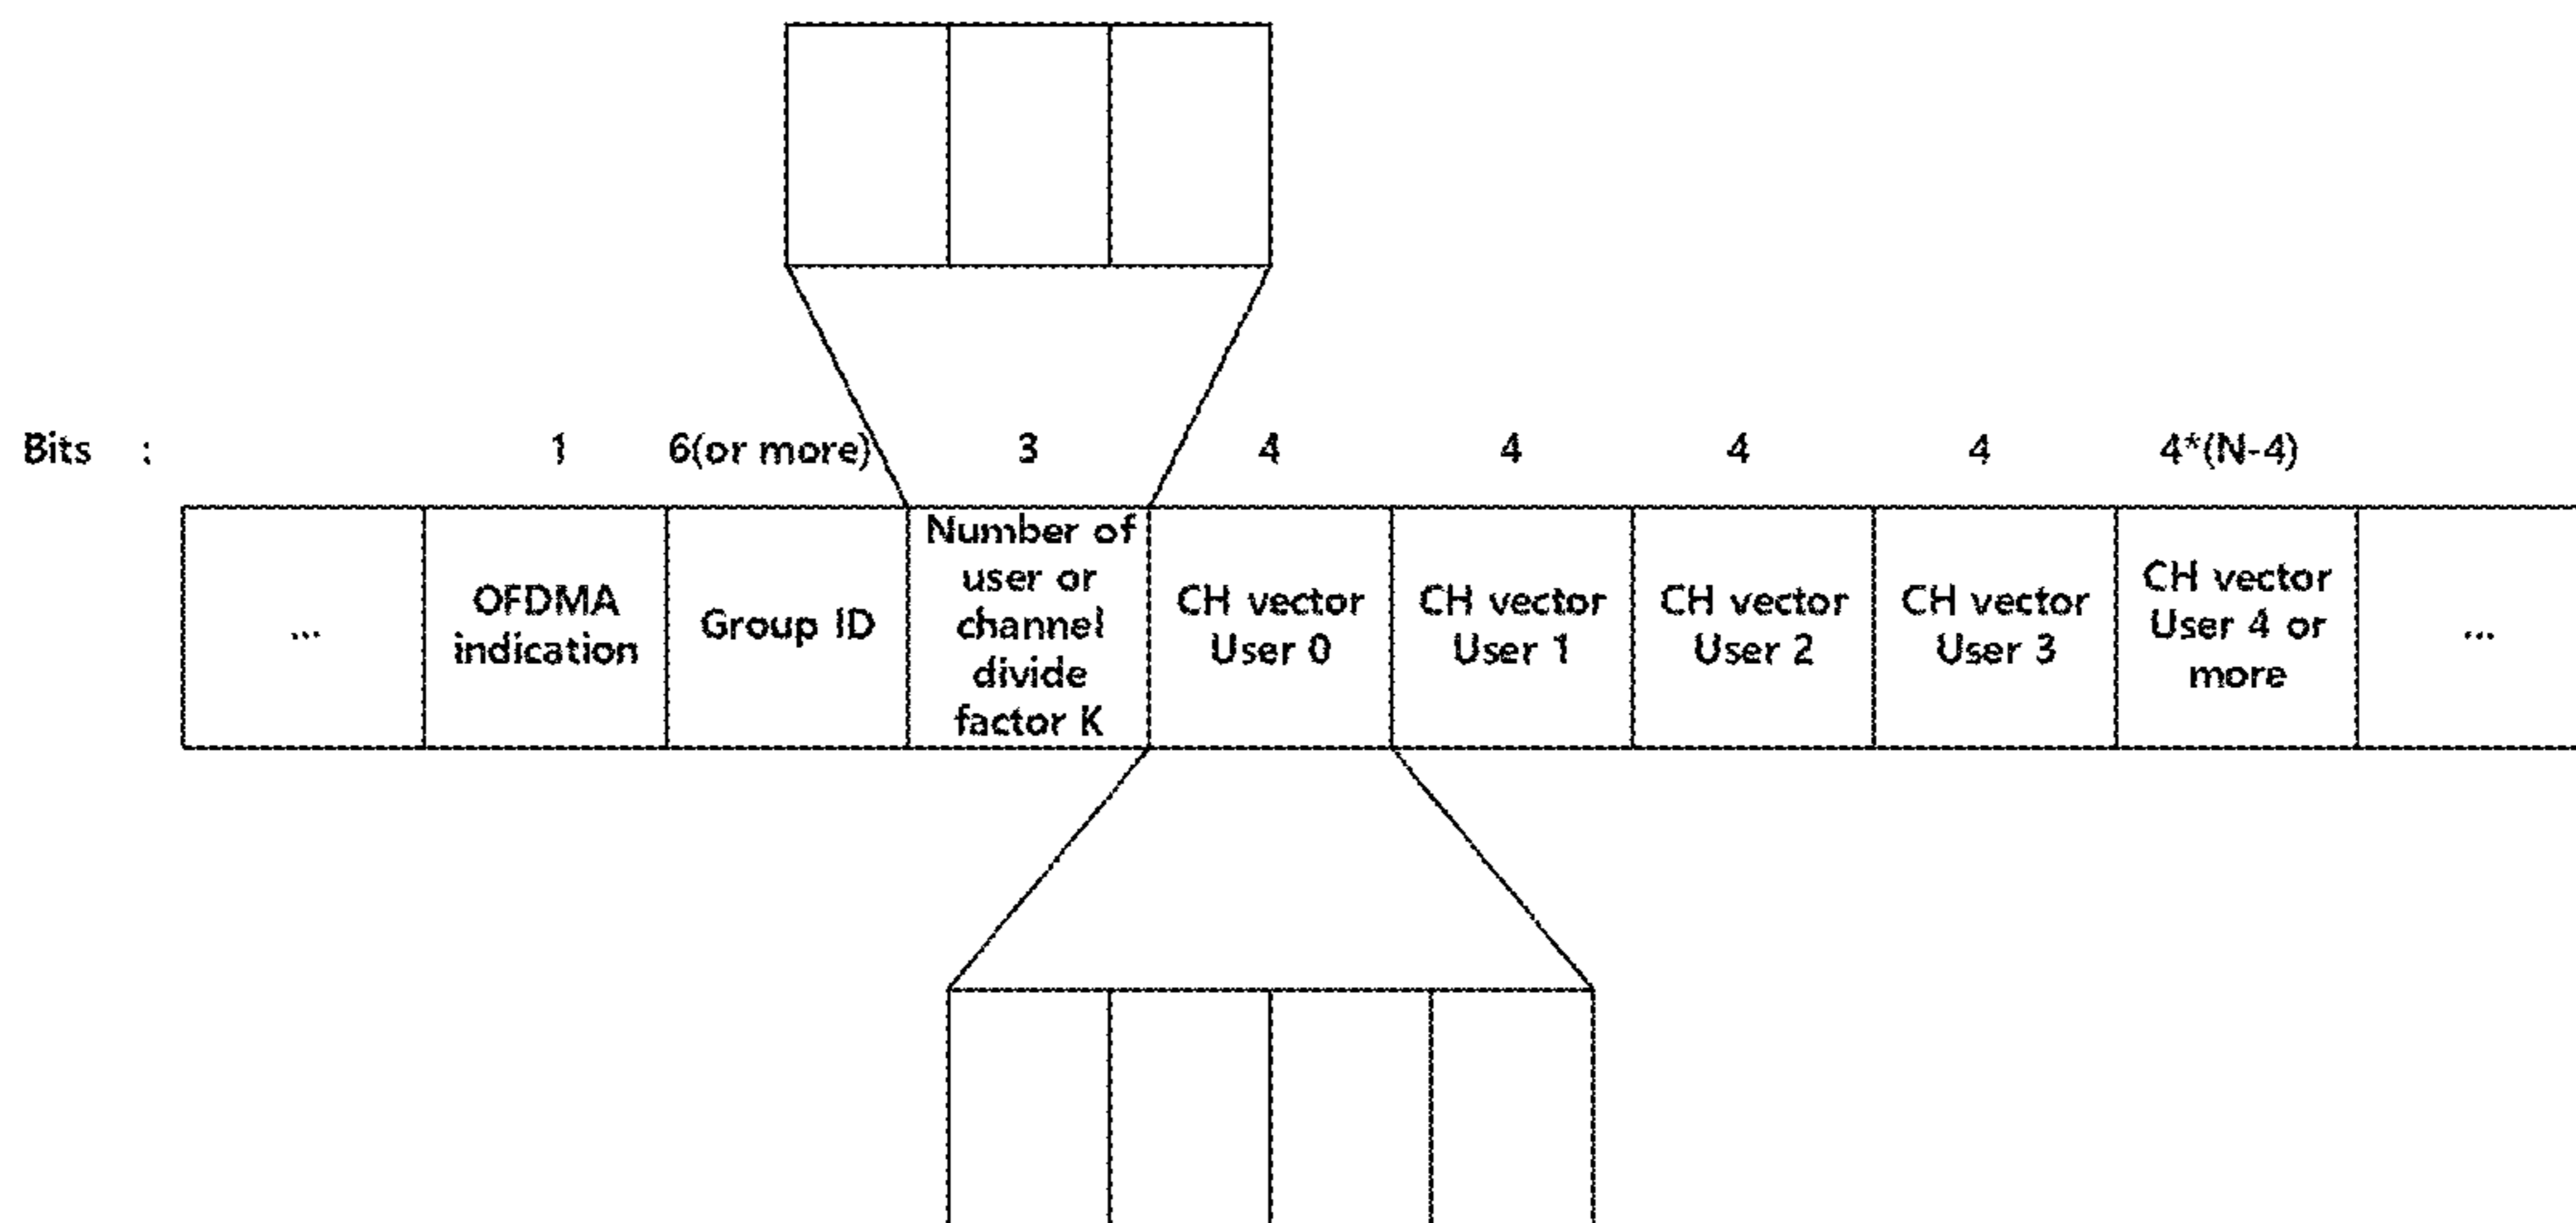 Bits : 1 6(or more) 3 4 4 4 4 4*(N-4)
...
OFDMA
indication
Group ID
Number of
user or
channel
divide
factor K
CH vector
User 0
CH vector
User 1
CH vector
User 2
CH vector
User 3
CH vector
User 4 or
more
...